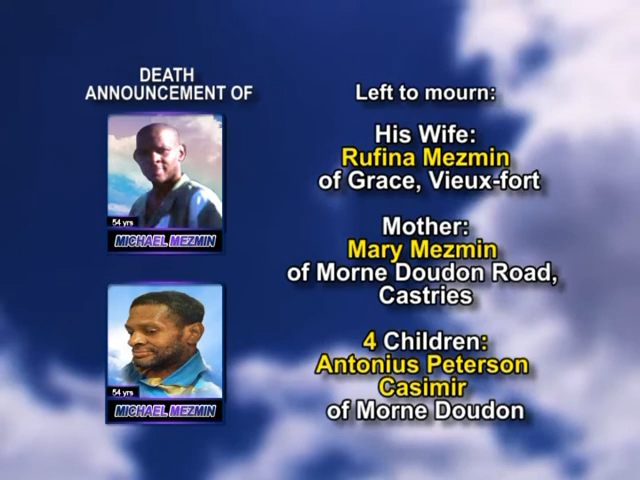 DEATH
ANNOUNCEMENT OF
54 yrs
MICHAEL MEZMIN
54 yrs
MICHAEL MEZMIN
Left to mourn:
His Wife:
Rufina Mezmin
of Grace, Vieux-fort
Mother:
Mary Mezmin
of Morne Doudon Road,
Castries
4 Children:
Antonius Peterson
Casimir
of Morne Doudon